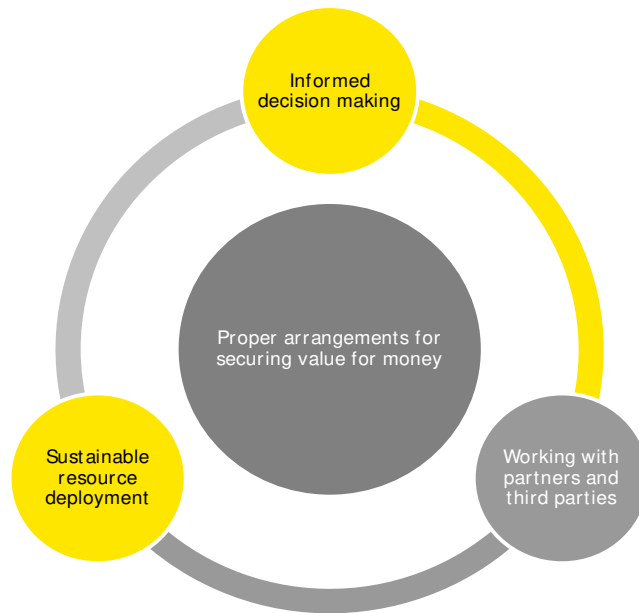 Informed
decision making
Proper arrangements for
securing value for money
Sustainable
resource
deployment
Working with
partners and
third parties